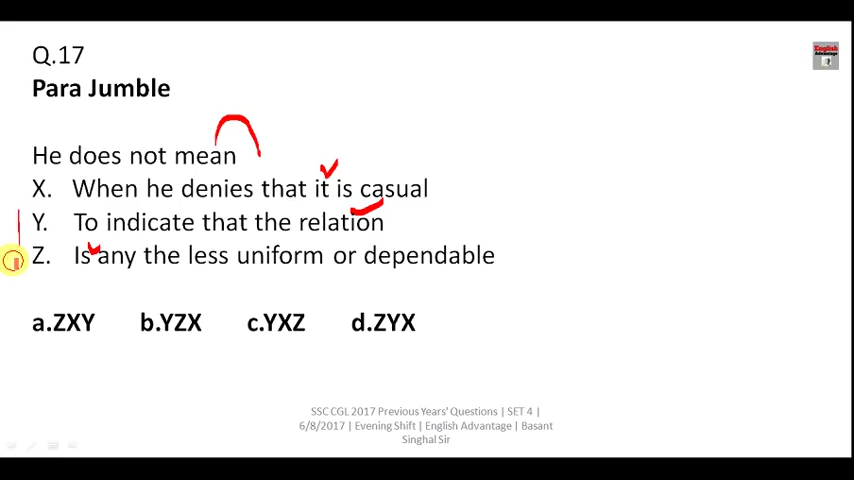 Q.17
English
Advantage
Para Jumble
He does not mean
X. When he denies that it is casual
Y. To indicate that the relation
Z. Is any the less uniform or dependable
a.ZXY b.YZX c.YXZ d.ZYX
SSC CGL 2017 Previous Years' Questions | SET 4 |
6/8/2017 | Evening Shift | English Advantage | Basant
Singhal Sir